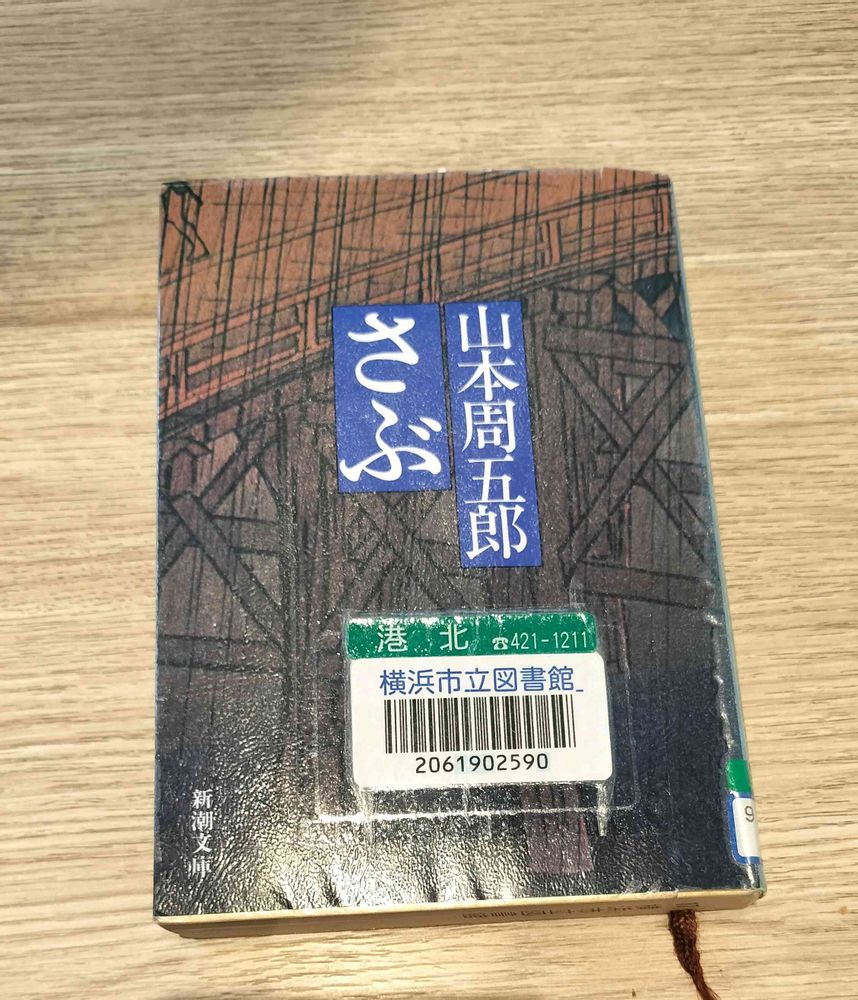 山本周五郎
さぶ
港 北 ☎421-1211
横浜市立図書館
2061902590
新潮文庫
9